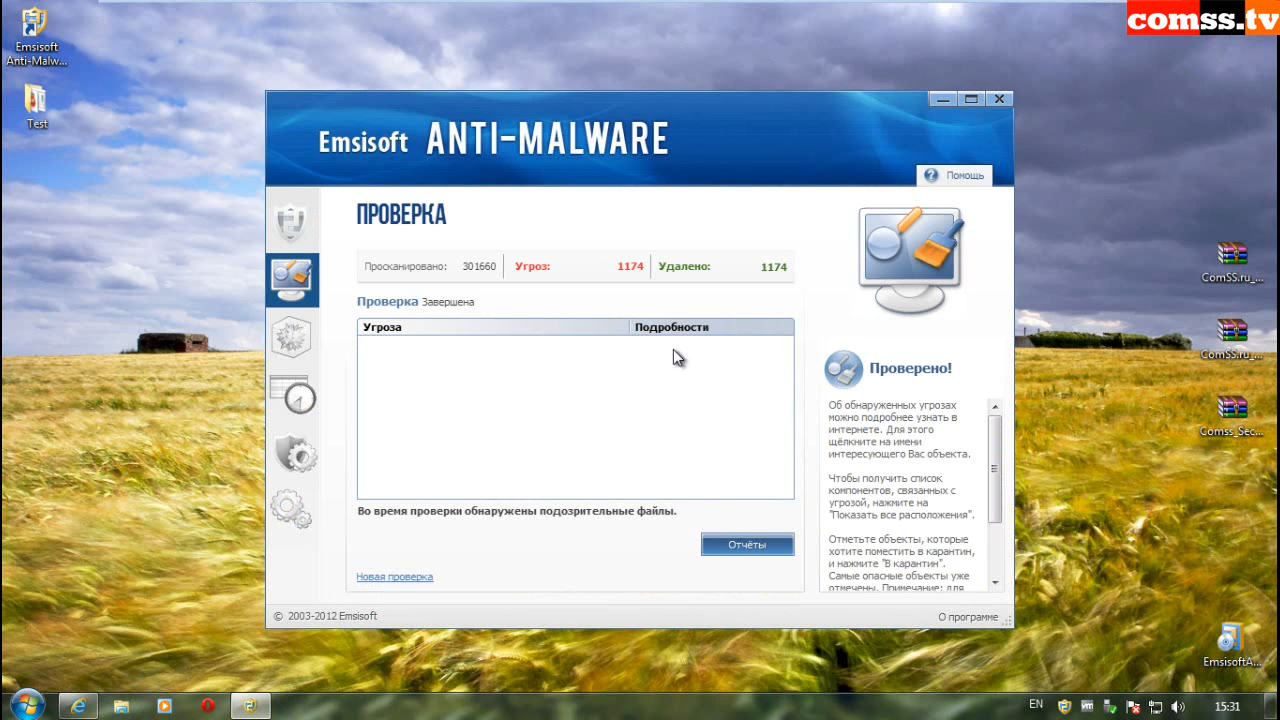 comss.tv
Emsisoft
Anti-Malw...
Test
Emsisoft ANTI-MALWARE
Помощь
ПРОВЕРКА
Просканировано: 301660 Угроз: 1174 Удалено: 1174
Проверка Завершена
Угроза Подробности
Во время проверки обнаружены подозрительные файлы.
Отчёты
Новая проверка
Проверено!
Об обнаруженных угрозах
можно подробнее узнать в
интернете. Для этого
щёлкните на имени
интересующего Вас объекта.
Чтобы получить список
компонентов, связанных с
угрозой, нажмите на
"Показать все расположения".
Отметьте объекты, которые
хотите поместить в карантин,
и нажмите "В карантин".
Самые опасные объекты уже
отмечены. Примечание: для
© 2003-2012 Emsisoft
О программе
ComSS.ru_...
ComSS.ru_...
Comss_Sec...
EmsisoftA...
EN 15:31